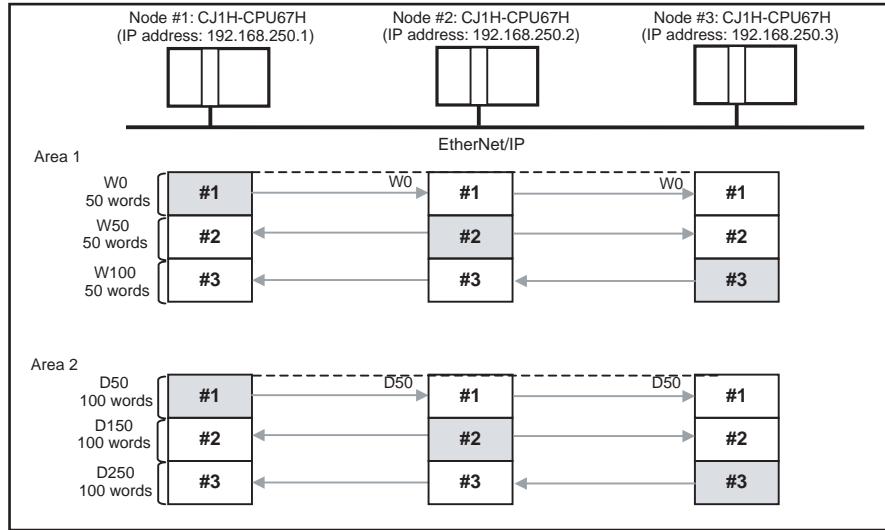 Node #1: CJ1H-CPU67H
(IP address: 192.168.250.1)
Node #2: CJ1H-CPU67H
(IP address: 192.168.250.2)
Node #3: CJ1H-CPU67H
(IP address: 192.168.250.3)
EtherNet/IP
Area 1
W0
50 words
#1
W0
#1
W0
#1
W50
50 words
#2
#2
#2
W100
50 words
#3
#3
#3
Area 2
D50
100 words
#1
D50
#1
D50
#1
D150
100 words
#2
#2
#2
D250
100 words
#3
#3
#3